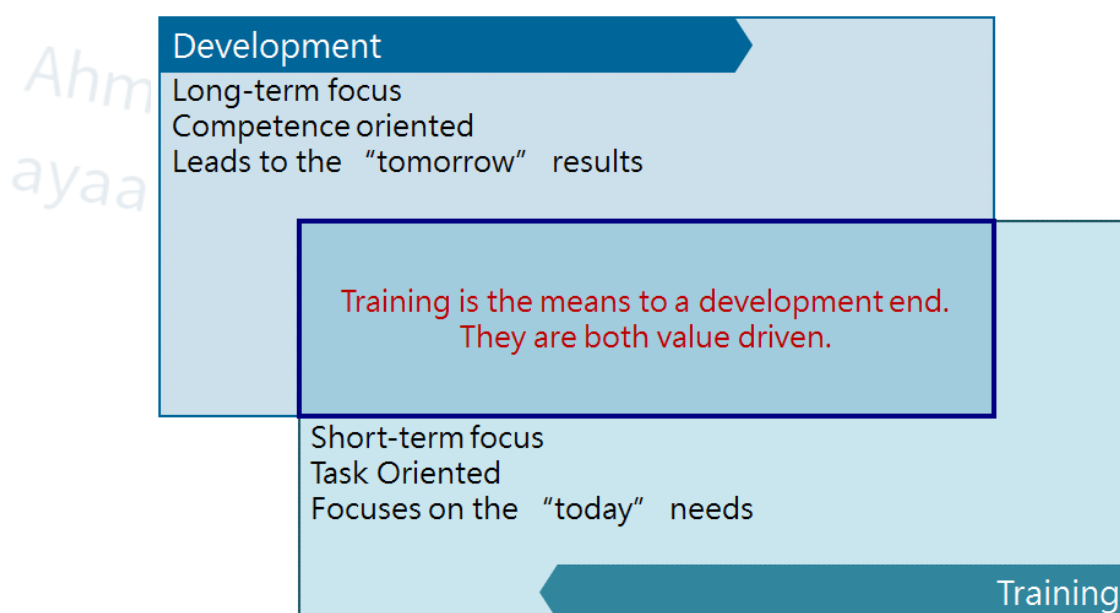 Development
Long-term focus
Competence oriented
Leads to the “tomorrow” results
Training is the means to a development end.
They are both value driven.
Short-term focus
Task Oriented
Focuses on the “today” needs
Training